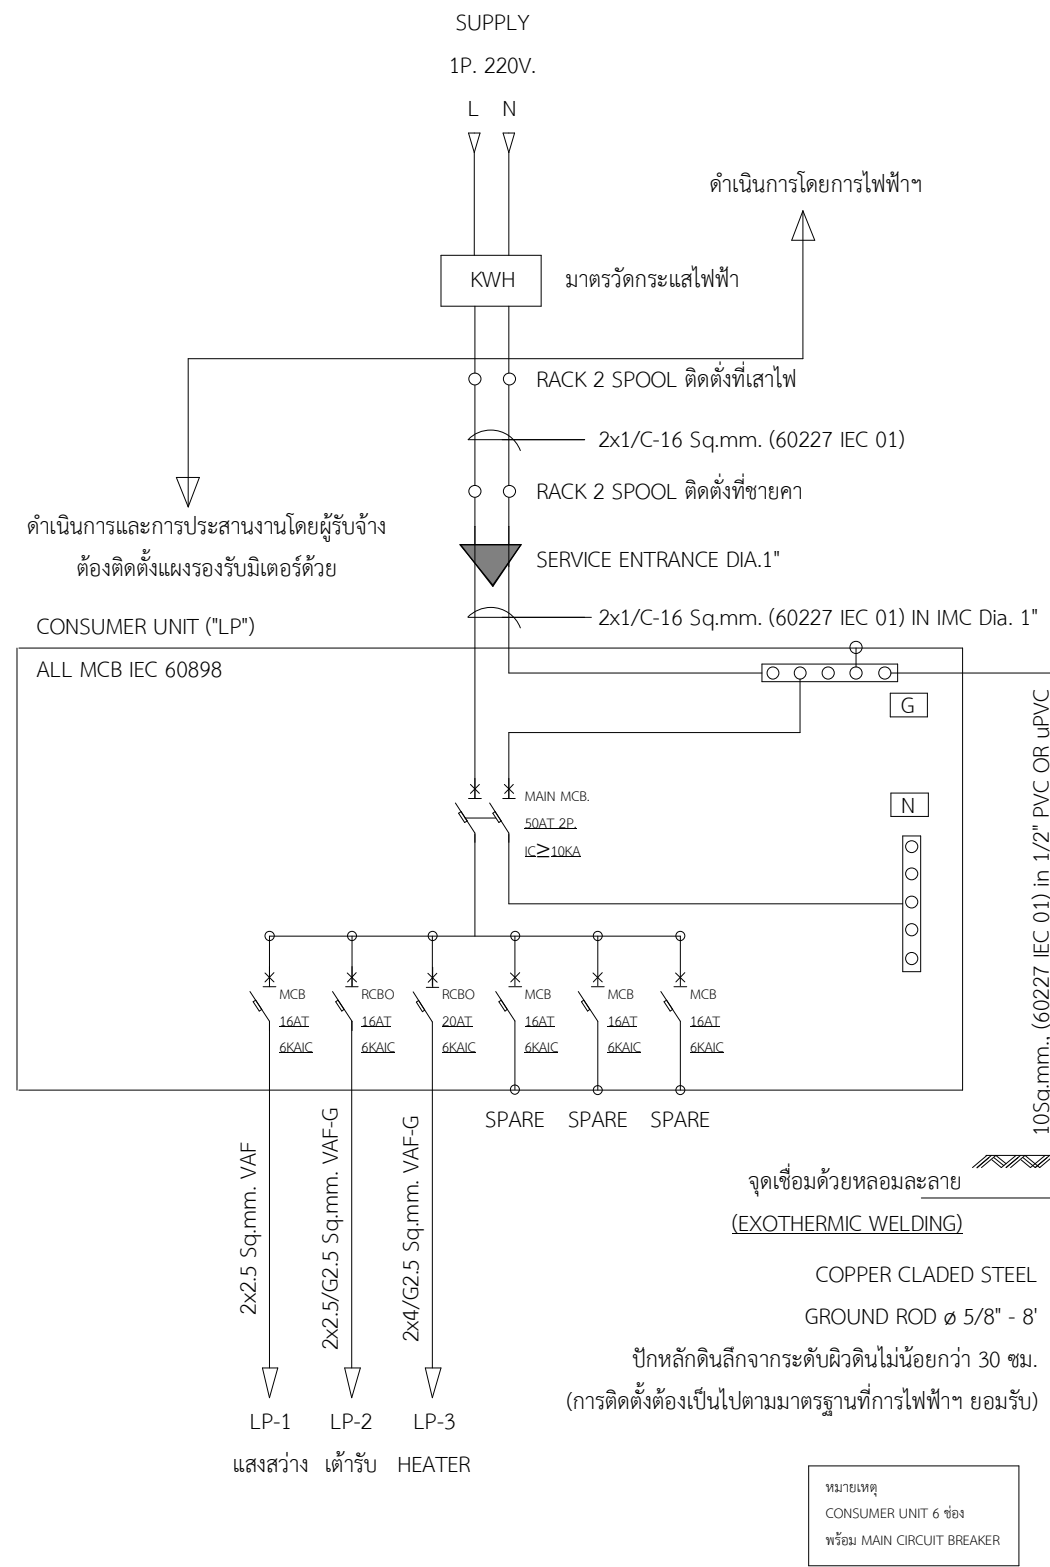 SUPPLY
1P. 220V.
L N
ดำเนินการโดยการไฟฟ้าฯ
KWH
มาตรวัดกระแสไฟฟ้า
RACK 2 SPOOL ติดตั่งที่เสาไฟ
2x1/C-16 Sq.mm. (60227 IEC 01)
RACK 2 SPOOL ติดตั่งที่ชายคา
ดำเนินการและการประสานงานโดยผู้รับจ้าง
ต้องติดตั้งแผงรองรับมิเตอร์ด้วย
SERVICE ENTRANCE DIA.1"
2x1/C-16 Sq.mm. (60227 IEC 01) IN IMC Dia. 1"
CONSUMER UNIT ("LP")
ALL MCB IEC 60898
G
N
MAIN MCB.
50AT 2P.
IC≥10KA
10Sq.mm., (60227 IEC 01) in 1/2" PVC OR uPVC
MCB
16AT
6KAIC
RCBO
16AT
6KAIC
RCBO
20AT
6KAIC
MCB
16AT
6KAIC
MCB
16AT
6KAIC
MCB
16AT
6KAIC
SPARE SPARE SPARE
2x2.5 Sq.mm. VAF
2x2.5/G2.5 Sq.mm. VAF-G
2x4/G2.5 Sq.mm. VAF-G
จุดเชื่อมด้วยหลอมละลาย
(EXOTHERMIC WELDING)
COPPER CLADED STEEL
GROUND ROD ø 5/8" - 8'
ปักหลักดินลึกจากระดับผิวดินไม่น้อยกว่า 30 ซม.
(การติดตั้งต้องเป็นไปตามมาตรฐานที่การไฟฟ้าฯ ยอมรับ)
LP-1 LP-2 LP-3
แสงสว่าง เต้ารับ HEATER
หมายเหตุ
CONSUMER UNIT 6 ช่อง
พร้อม MAIN CIRCUIT BREAKER